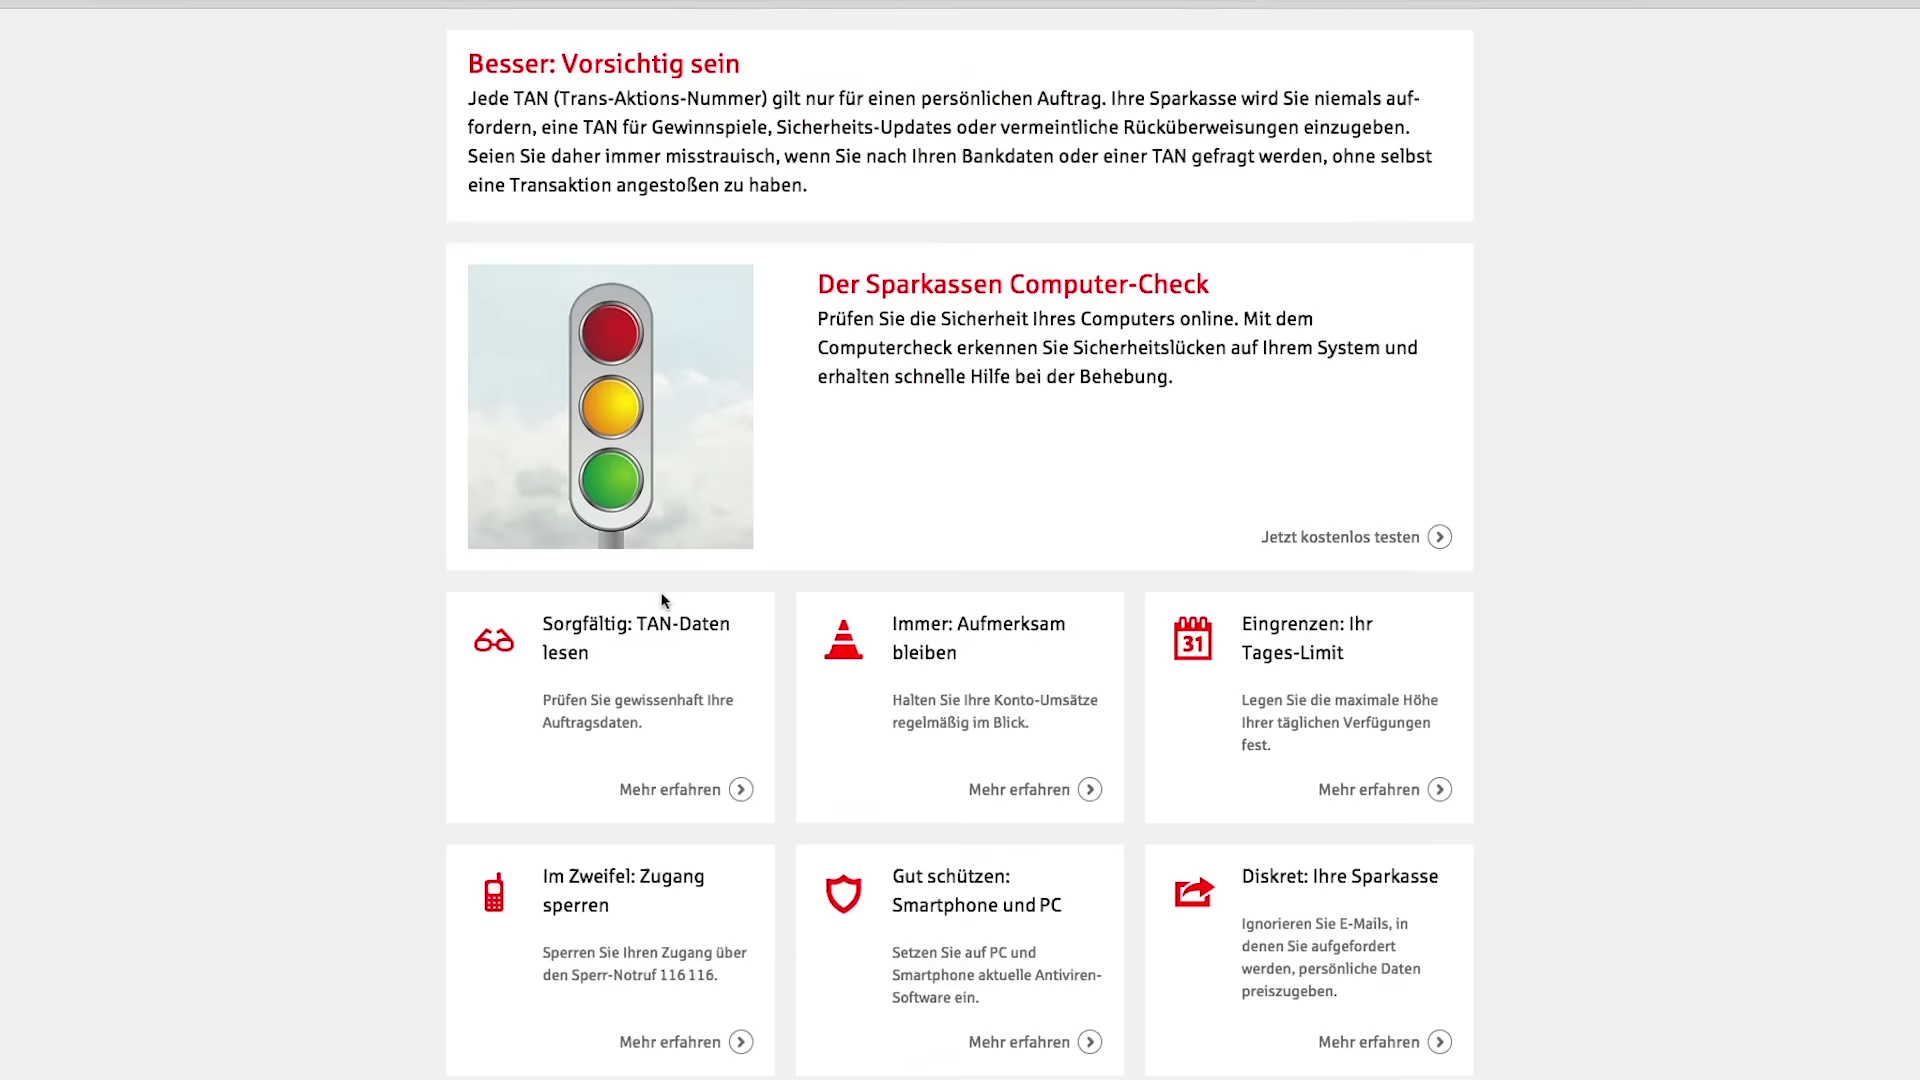 Besser: Vorsichtig sein
Jede TAN (Trans-Aktions-Nummer) gilt nur für einen persönlichen Auftrag. Ihre Sparkasse wird Sie niemals auf-
fordern, eine TAN für Gewinnspiele, Sicherheits-Updates oder vermeintliche Rücküberweisungen einzugeben.
Seien Sie daher immer misstrauisch, wenn Sie nach Ihren Bankdaten oder einer TAN gefragt werden, ohne selbst
eine Transaktion angestoßen zu haben.
Der Sparkassen Computer-Check
Prüfen Sie die Sicherheit Ihres Computers online. Mit dem
Computercheck erkennen Sie Sicherheitslücken auf Ihrem System und
erhalten schnelle Hilfe bei der Behebung.
Jetzt kostenlos testen
Sorgfältig: TAN-Daten
lesen
Prüfen Sie gewissenhaft Ihre
Auftragsdaten.
Mehr erfahren
Immer: Aufmerksam
bleiben
Halten Sie Ihre Konto-Umsätze
regelmäßig im Blick.
Mehr erfahren
31
Eingrenzen: Ihr
Tages-Limit
Legen Sie die maximale Höhe
Ihrer täglichen Verfügungen
fest.
Mehr erfahren
Im Zweifel: Zugang
sperren
Sperren Sie Ihren Zugang über
den Sperr-Notruf 116 116.
Mehr erfahren
Gut schützen:
Smartphone und PC
Setzen Sie auf PC und
Smartphone aktuelle Antiviren-
Software ein.
Mehr erfahren
Diskret: Ihre Sparkasse
Ignorieren Sie E-Mails, in
denen Sie aufgefordert
werden, persönliche Daten
preiszugeben.
Mehr erfahren